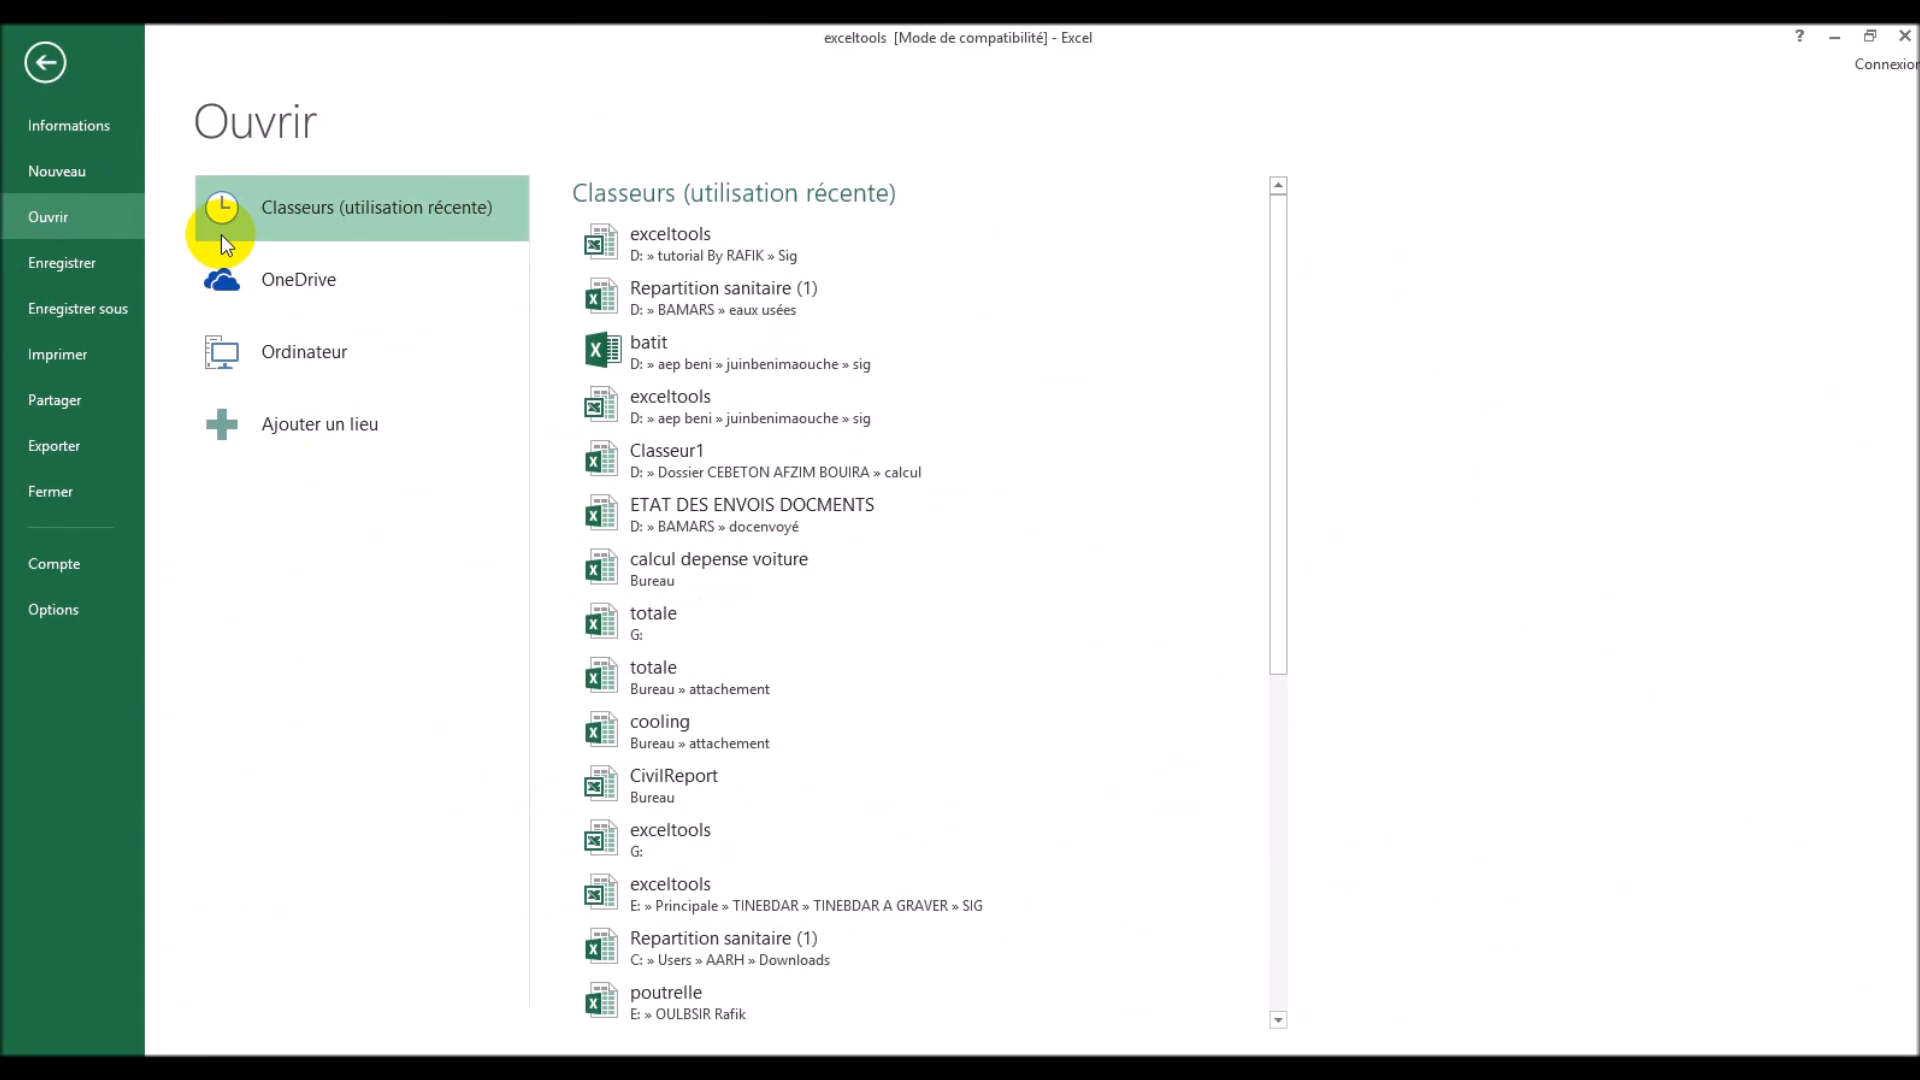 exceltools [Mode de compatibilité] - Excel
?
Connexion
Informations
Nouveau
Ouvrir
Enregistrer
Enregistrer sous
Imprimer
Partager
Exporter
Fermer
Compte
Options
Ouvrir
Classeurs (utilisation récente)
OneDrive
Ordinateur
Ajouter un lieu
Classeurs (utilisation récente)
exceltools
D: » tutorial By RAFIK » Sig
Repartition sanitaire (1)
D: » BAMARS » eaux usées
batit
D: » aep beni » juinbenimaouche » sig
exceltools
D: » aep beni » juinbenimaouche » sig
Classeur1
D: » Dossier CEBETON AFZIM BOUIRA » calcul
ETAT DES ENVOIS DOCMENTS
D: » BAMARS » docenvoyé
calcul depense voiture
Bureau
totale
G:
totale
Bureau » attachement
cooling
Bureau » attachement
CivilReport
Bureau
exceltools
G:
exceltools
E: » Principale » TINEBDAR » TINEBDAR A GRAVER » SIG
Repartition sanitaire (1)
C: » Users » AARH » Downloads
poutrelle
E: » OULBSIR Rafik